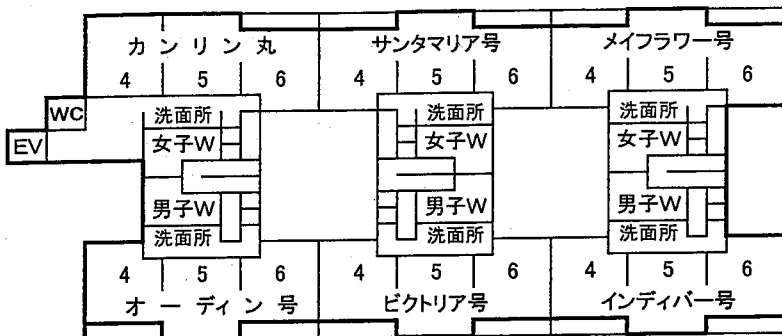 カンリン丸 サンタマリア号 メイフラワー号
4 5 6 4 5 6 4 5 6
洗面所 洗面所 洗面所
WC
女子W 女子W 女子W
EV
男子W 男子W 男子W
洗面所 洗面所 洗面所
4 5 6 4 5 6 4 5 6
オーディン号 ビクトリア号 インディバー号